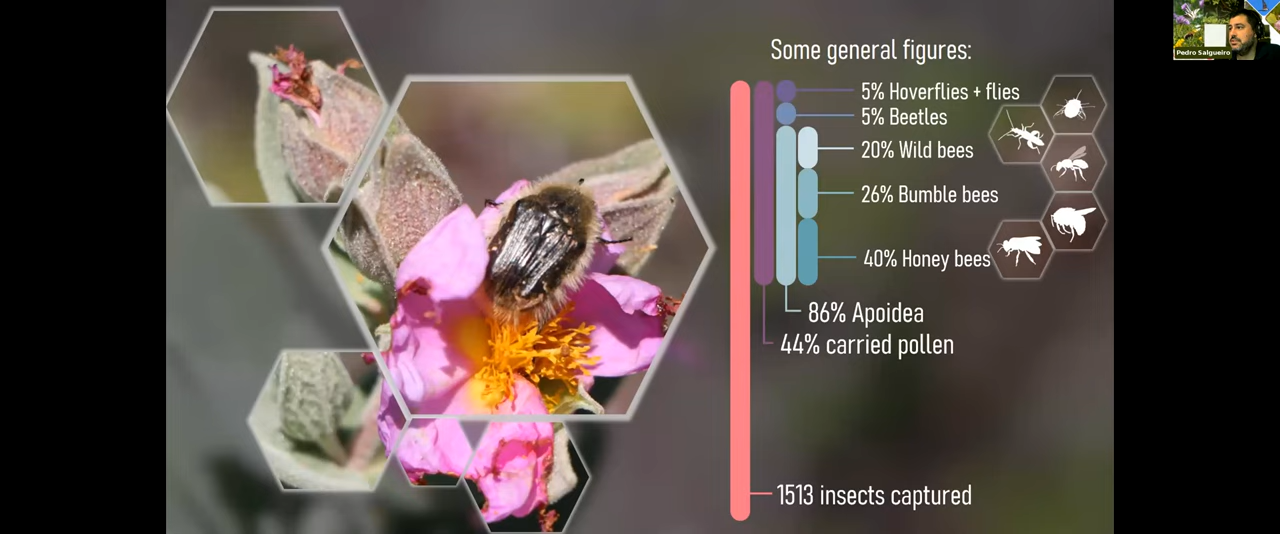 Pedro Salgueiro
Some general figures:
5% Hoverflies + flies
5% Beetles
20% Wild bees
26% Bumble bees
40% Honey bees
86% Apoidea
44% carried pollen
1513 insects captured